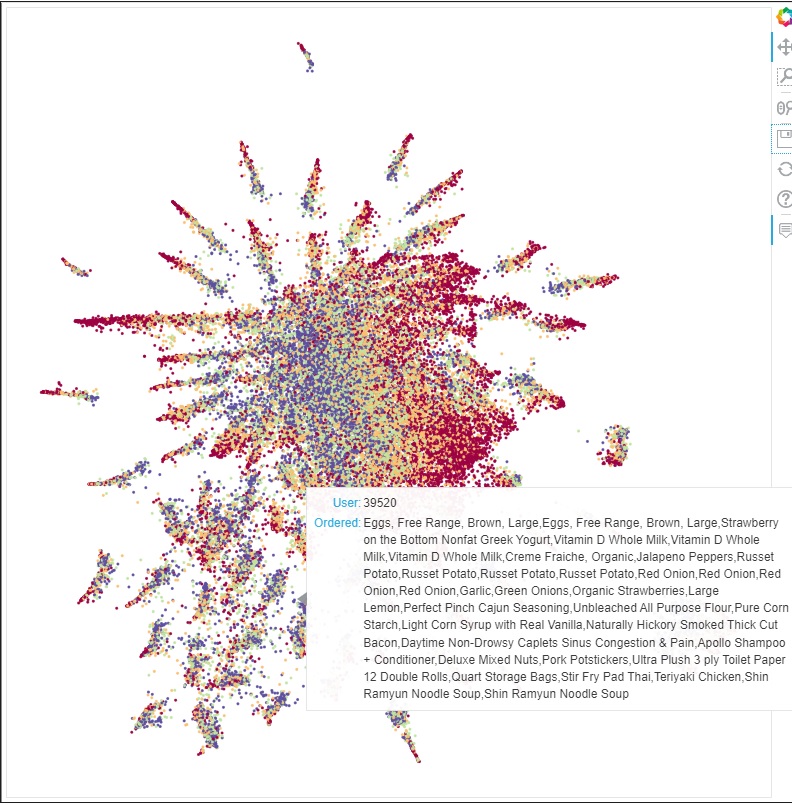 User: 39520
Ordered: Eggs, Free Range, Brown, Large,Eggs, Free Range, Brown, Large,Strawberry
on the Bottom Nonfat Greek Yogurt,Vitamin D Whole Milk,Vitamin D Whole
Milk,Vitamin D Whole Milk,Creme Fraiche, Organic,Jalapeno Peppers,Russet
Potato,Russet Potato,Russet Potato,Russet Potato,Red Onion,Red Onion,Red
Onion,Red Onion,Garlic,Green Onions,Organic Strawberries,Large
Lemon,Perfect Pinch Cajun Seasoning,Unbleached All Purpose Flour,Pure Corn
Starch,Light Corn Syrup with Real Vanilla,Naturally Hickory Smoked Thick Cut
Bacon,Daytime Non-Drowsy Caplets Sinus Congestion & Pain,Apollo Shampoo
+ Conditioner,Deluxe Mixed Nuts,Pork Potstickers,Ultra Plush 3 ply Toilet Paper
12 Double Rolls,Quart Storage Bags,Stir Fry Pad Thai,Teriyaki Chicken,Shin
Ramyun Noodle Soup,Shin Ramyun Noodle Soup